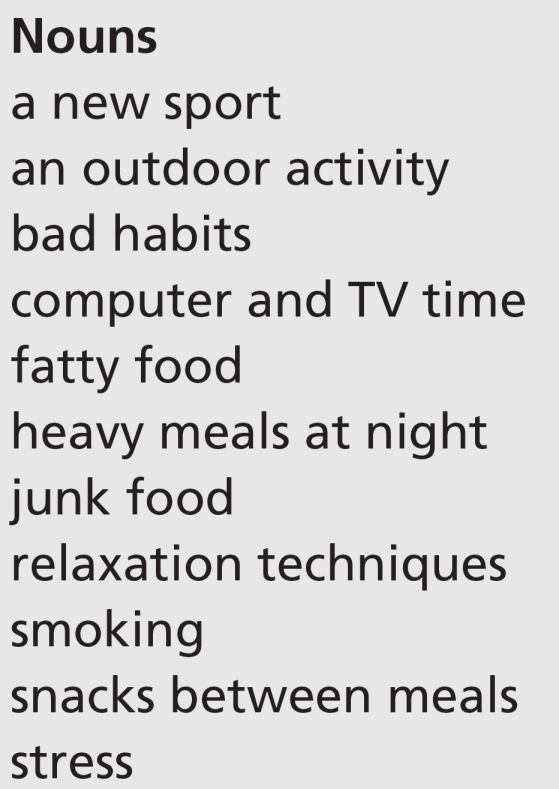 Nouns
a new sport
an outdoor activity
bad habits
computer and TV time
fatty food
heavy meals at night
junk food
relaxation techniques
smoking
snacks between meals
stress